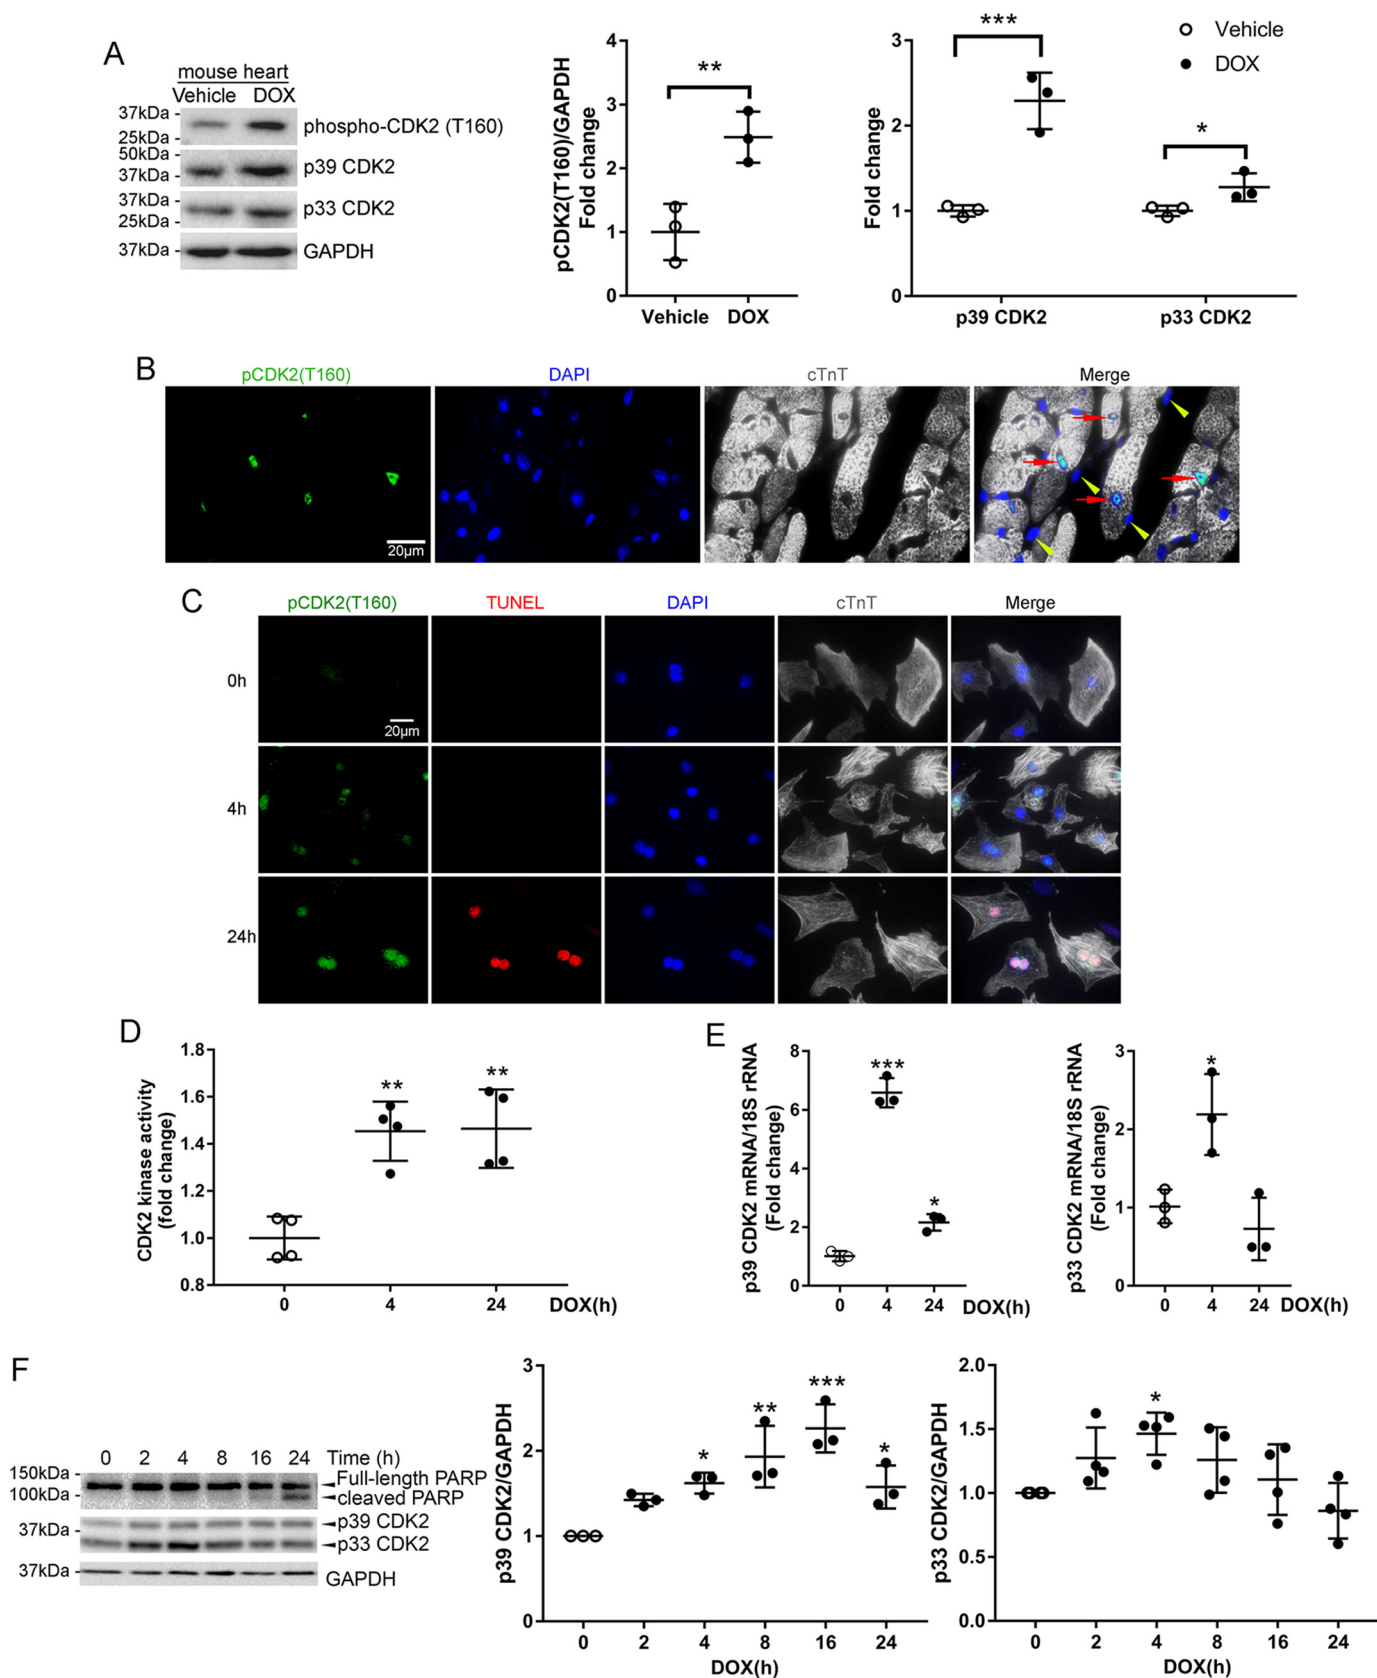 A
mouse heart
Vehicle DOX
37kDa
25kDa
phospho-CDK2 (T160)
50kDa
37kDa
p39 CDK2
37kDa
25kDa
p33 CDK2
37kDa
GAPDH
pCDK2(T160)/GAPDH
Fold change
4
3
2
1
0
**
Vehicle DOX
Fold change
3
2
1
0
***
*
Vehicle
DOX
p39 CDK2 p33 CDK2
B
pCDK2(T160) DAPI cTnT Merge
20µm
C
pCDK2(T160) TUNEL DAPI cTnT Merge
0h
20µm
4h
24h
D
CDK2 kinase activity
(fold change)
1.8
1.6
1.4
1.2
1.0
0.8
** **
0 4 24 DOX(h)
E
p39 CDK2 mRNA/18S rRNA
(Fold change)
8
6
4
2
0
***
*
0 4 24 DOX(h)
p33 CDK2 mRNA/18S rRNA
(Fold change)
3
2
1
0
*
0 4 24 DOX(h)
F
0 2 4 8 16 24 Time (h)
150kDa
100kDa
Full-length PARP
cleaved PARP
37kDa
p39 CDK2
p33 CDK2
37kDa
GAPDH
p39 CDK2/GAPDH
3
2
1
0
* ** *** *
0 2 4 8 16 24
DOX(h)
p33 CDK2/GAPDH
2.0
1.5
1.0
0.5
0.0
*
0 2 4 8 16 24
DOX(h)